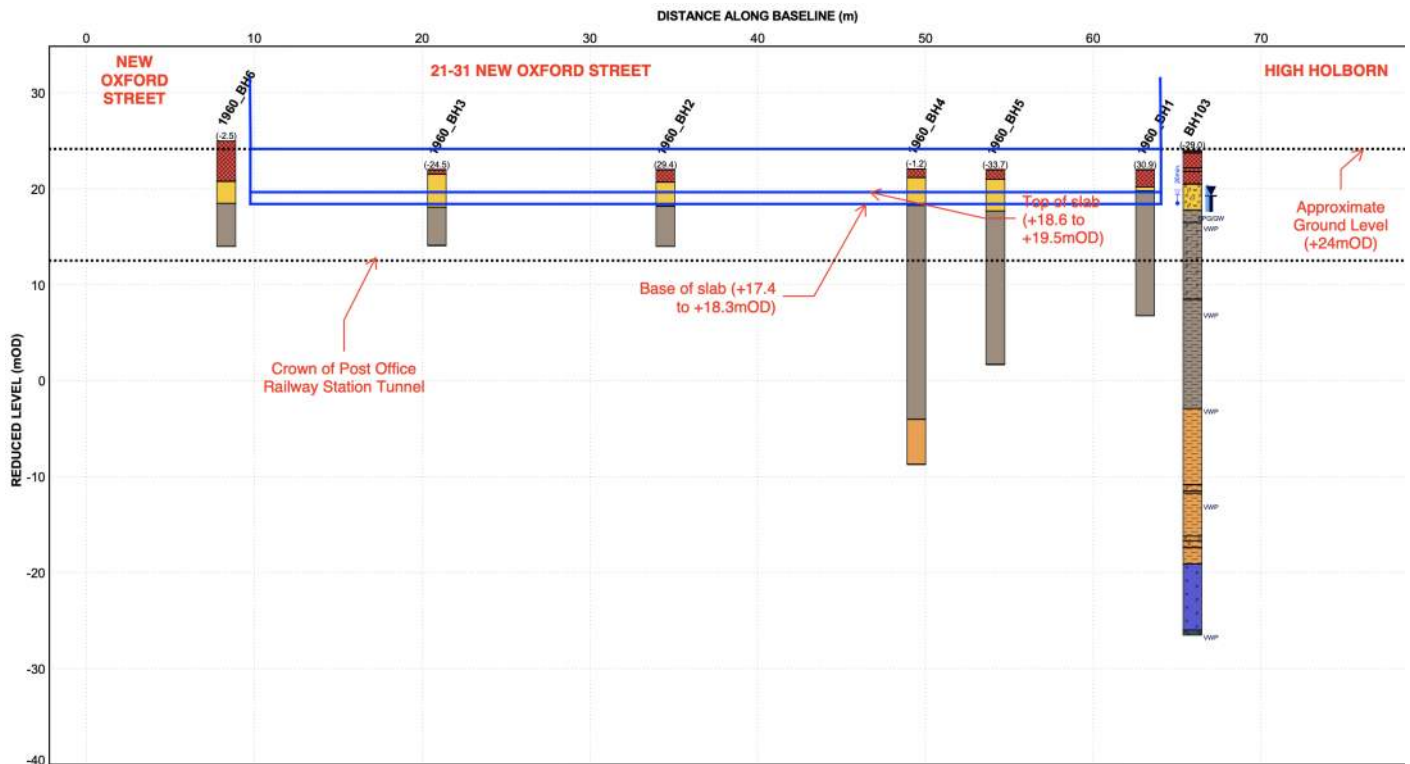 DISTANCE ALONG BASELINE (m)
0 10 20 30 40 50 60 70
NEW
OXFORD
STREET
21-31 NEW OXFORD STREET
HIGH HOLBORN
1960_BH6
(-2.5)
1960_BH3
(-24.5)
1960_BH2
(29.4)
1960_BH4
(-1.2)
1960_BH5
(-33.7)
1960_BH1
(30.9)
BH103
(-29.0)
30
20
10
0
-10
-20
-30
-40
REDUCED LEVEL (mOD)
Top of slab
(+18.6 to
+19.5mOD)
Approximate
Ground Level
(+24mOD)
Base of slab (+17.4
to +18.3mOD)
Crown of Post Office
Railway Station Tunnel
VWP
VWP
VWP
VWP
VWP